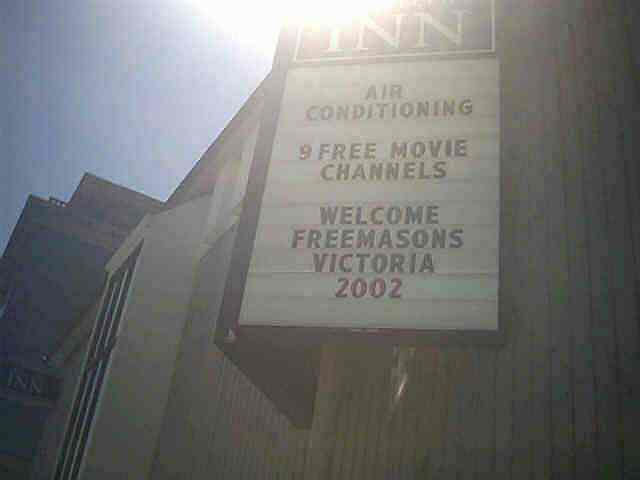 INN
AIR
CONDITIONING
9 FREE MOVIE
CHANNELS
WELCOME
FREEMASONS
VICTORIA
2002
INN